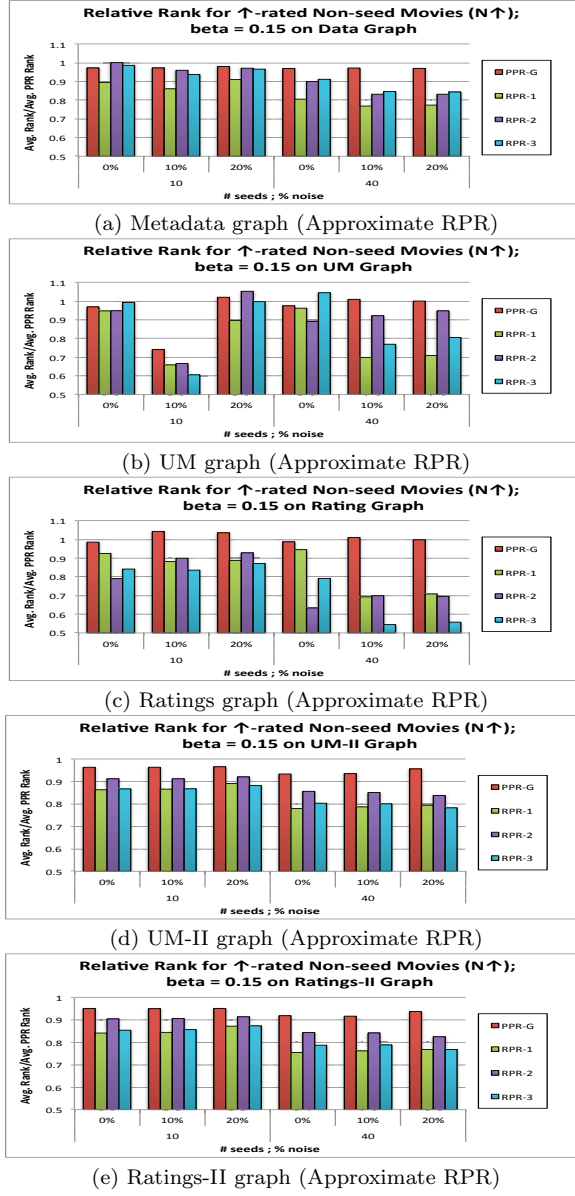 Relative Rank for ↑-rated Non-seed Movies (N↑);
beta = 0.15 on Data Graph
Avg. Rank/Avg. PPR Rank
1.1
1
0.9
0.8
0.7
0.6
0.5
0% 10% 20% 0% 10% 20%
10 40
# seeds ; % noise
PPR-G
RPR-1
RPR-2
RPR-3
(a) Metadata graph (Approximate RPR)
Relative Rank for ↑-rated Non-seed Movies (N↑);
beta = 0.15 on UM Graph
Avg. Rank/Avg. PPR Rank
1.1
1
0.9
0.8
0.7
0.6
0.5
0% 10% 20% 0% 10% 20%
10 40
# seeds ; % noise
PPR-G
RPR-1
RPR-2
RPR-3
(b) UM graph (Approximate RPR)
Relative Rank for ↑-rated Non-seed Movies (N↑);
beta = 0.15 on Rating Graph
Avg. Rank/Avg. PPR Rank
1.1
1
0.9
0.8
0.7
0.6
0.5
0% 10% 20% 0% 10% 20%
10 40
# seeds ; % noise
PPR-G
RPR-1
RPR-2
RPR-3
(c) Ratings graph (Approximate RPR)
Relative Rank for ↑-rated Non-seed Movies (N↑);
beta = 0.15 on UM-II Graph
Avg. Rank/Avg. PPR Rank
1
0.9
0.8
0.7
0.6
0.5
0% 10% 20% 0% 10% 20%
10 40
# seeds ; % noise
PPR-G
RPR-1
RPR-2
RPR-3
(d) UM-II graph (Approximate RPR)
Relative Rank for ↑-rated Non-seed Movies (N↑);
beta = 0.15 on Ratings-II Graph
Avg. Rank/Avg. PPR Rank
1
0.9
0.8
0.7
0.6
0.5
0% 10% 20% 0% 10% 20%
10 40
# seeds ; % noise
PPR-G
RPR-1
RPR-2
RPR-3
(e) Ratings-II graph (Approximate RPR)